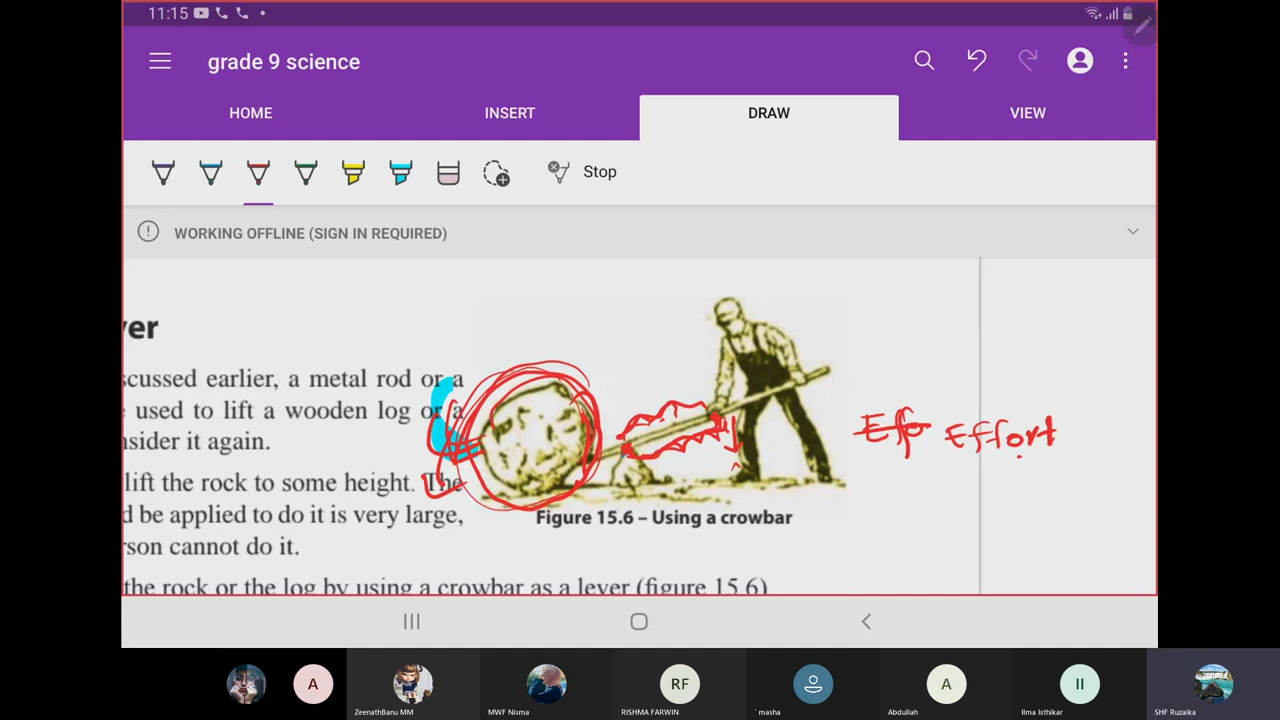 11:15
grade 9 science
HOME INSERT DRAW VIEW
Stop
WORKING OFFLINE (SIGN IN REQUIRED)
ver
scussed earlier, a metal rod or a
used to lift a wooden log or a
nsider it again.
lift the rock to some height. The
d be applied to do it is very large,
rson cannot do it.
the rock or the log by using a crowbar as a lever (figure 15.6)
Effo Effort
Figure 15.6 – Using a crowbar
A RF A II
ZeenathBanu MM MWF Nisma RISHMA FARWIN ' masha Abdullah Ilma Isthikar SHF Ruzaika